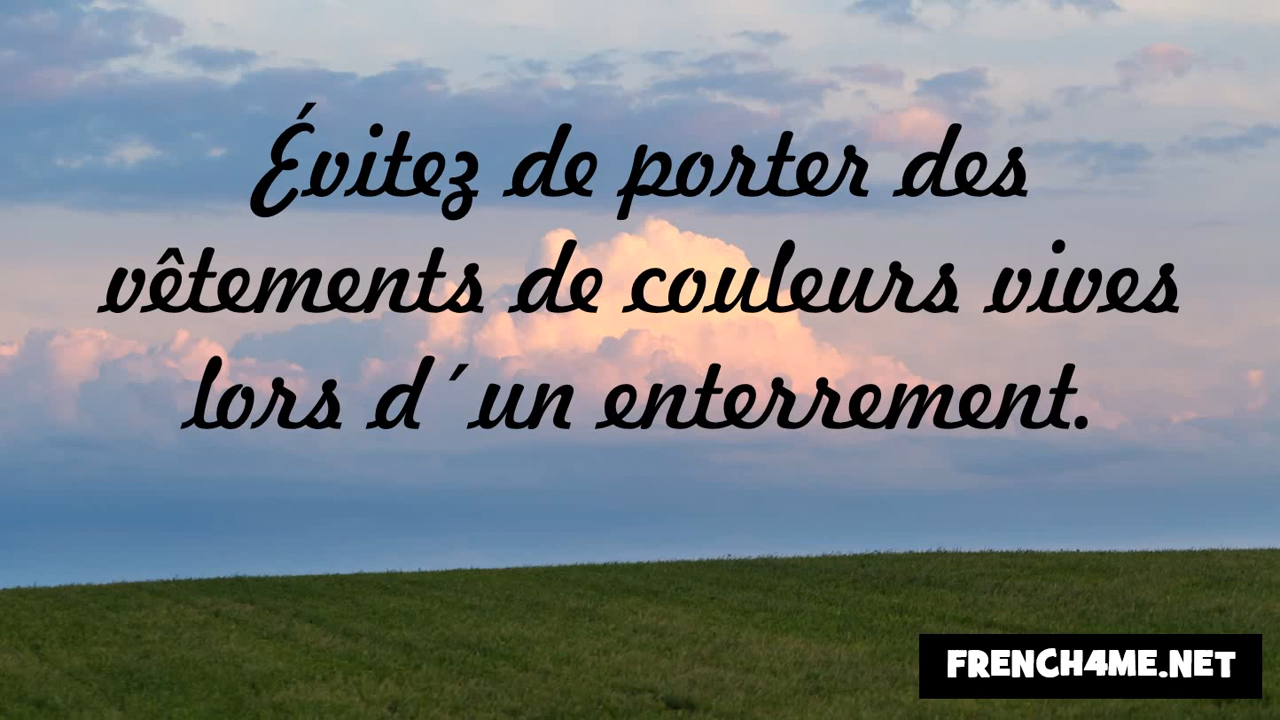 Évitez de porter des
vêtements de couleurs vives
lors d´un enterrement.
FRENCH4ME.NET